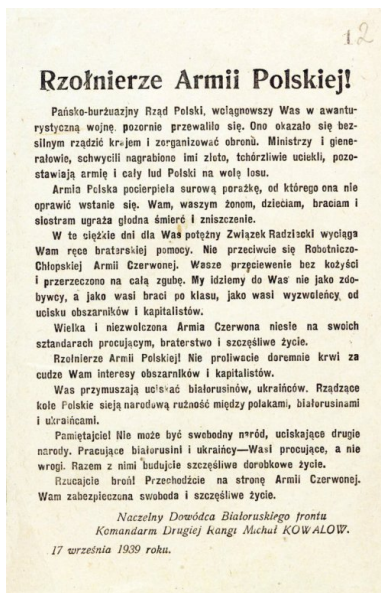 12
Rzołnierze Armii Polskiej!
Pańsko-burżuazjny Rząd Polski, wciągnowszy Was w awantu-
rystyczną wojnę, pozornie przewaliło się. Ono okazało się bez-
silnym rządzić krajem i zorganizować obronu. Ministrzy i giene-
rałowie, schwycili nagrabione imi złoto, tchórzliwie uciekli, pozo-
stawiają armię i cały lud Polski na wolę losu.
Armia Polska pocierpiela surową porażkę, od którego ona nie
oprawić wstanie się. Wam, waszym żonom, dzieciam, braciam i
siostram ugraża głodna śmierć i zniszczenie.
W te ciężkie dni dla Was potężny Związek Radziacki wyciąga
Wam ręce bratarskiej pomocy. Nie przeciwcie się Robotniczo-
Chłopskiej Armii Czerwonej. Wasze przęciewenie bez kożyści
i przerzeczono na całą zgubę. My idziemy do Was nie jako zdo-
bywcy, a jako wasi braci po klasu, jako wasi wyzwoleńcy od
ucisku obszarników i kapitalistów.
Wielka i niezwolczona Armia Czerwona niesie na swoich
sztandarach procującym, braterstwo i szczęśliwe życie.
Rzołnierze Armii Polskiej! Nie proliwacie doremnie krwi za
cudze Wam interesy obszarników i kapitalistów.
Was przymuszają uciskać białorusinów, ukraińców. Rządzące
kole Polskie sieją narodową rużność między polakami, białorusinami
i ukraińcami.
Pamiętajcie! Nie może być swobodny naród, uciskające drugie
narody. Pracujące białorusini i ukraińcy—Wasi procujące, a nie
wrogi. Razem z nimi budujcie szczęśliwe dorobkowe życie.
Rzucajcie broń! Przechodźcie na stronę Armii Czerwonej.
Wam zabezpieczona swoboda i szczęśliwe życie.
Naczelny Dowódca Białoruskiego frontu
Komandarm Drugiej Rangi Michał KOWALOW.
17 września 1939 roku.